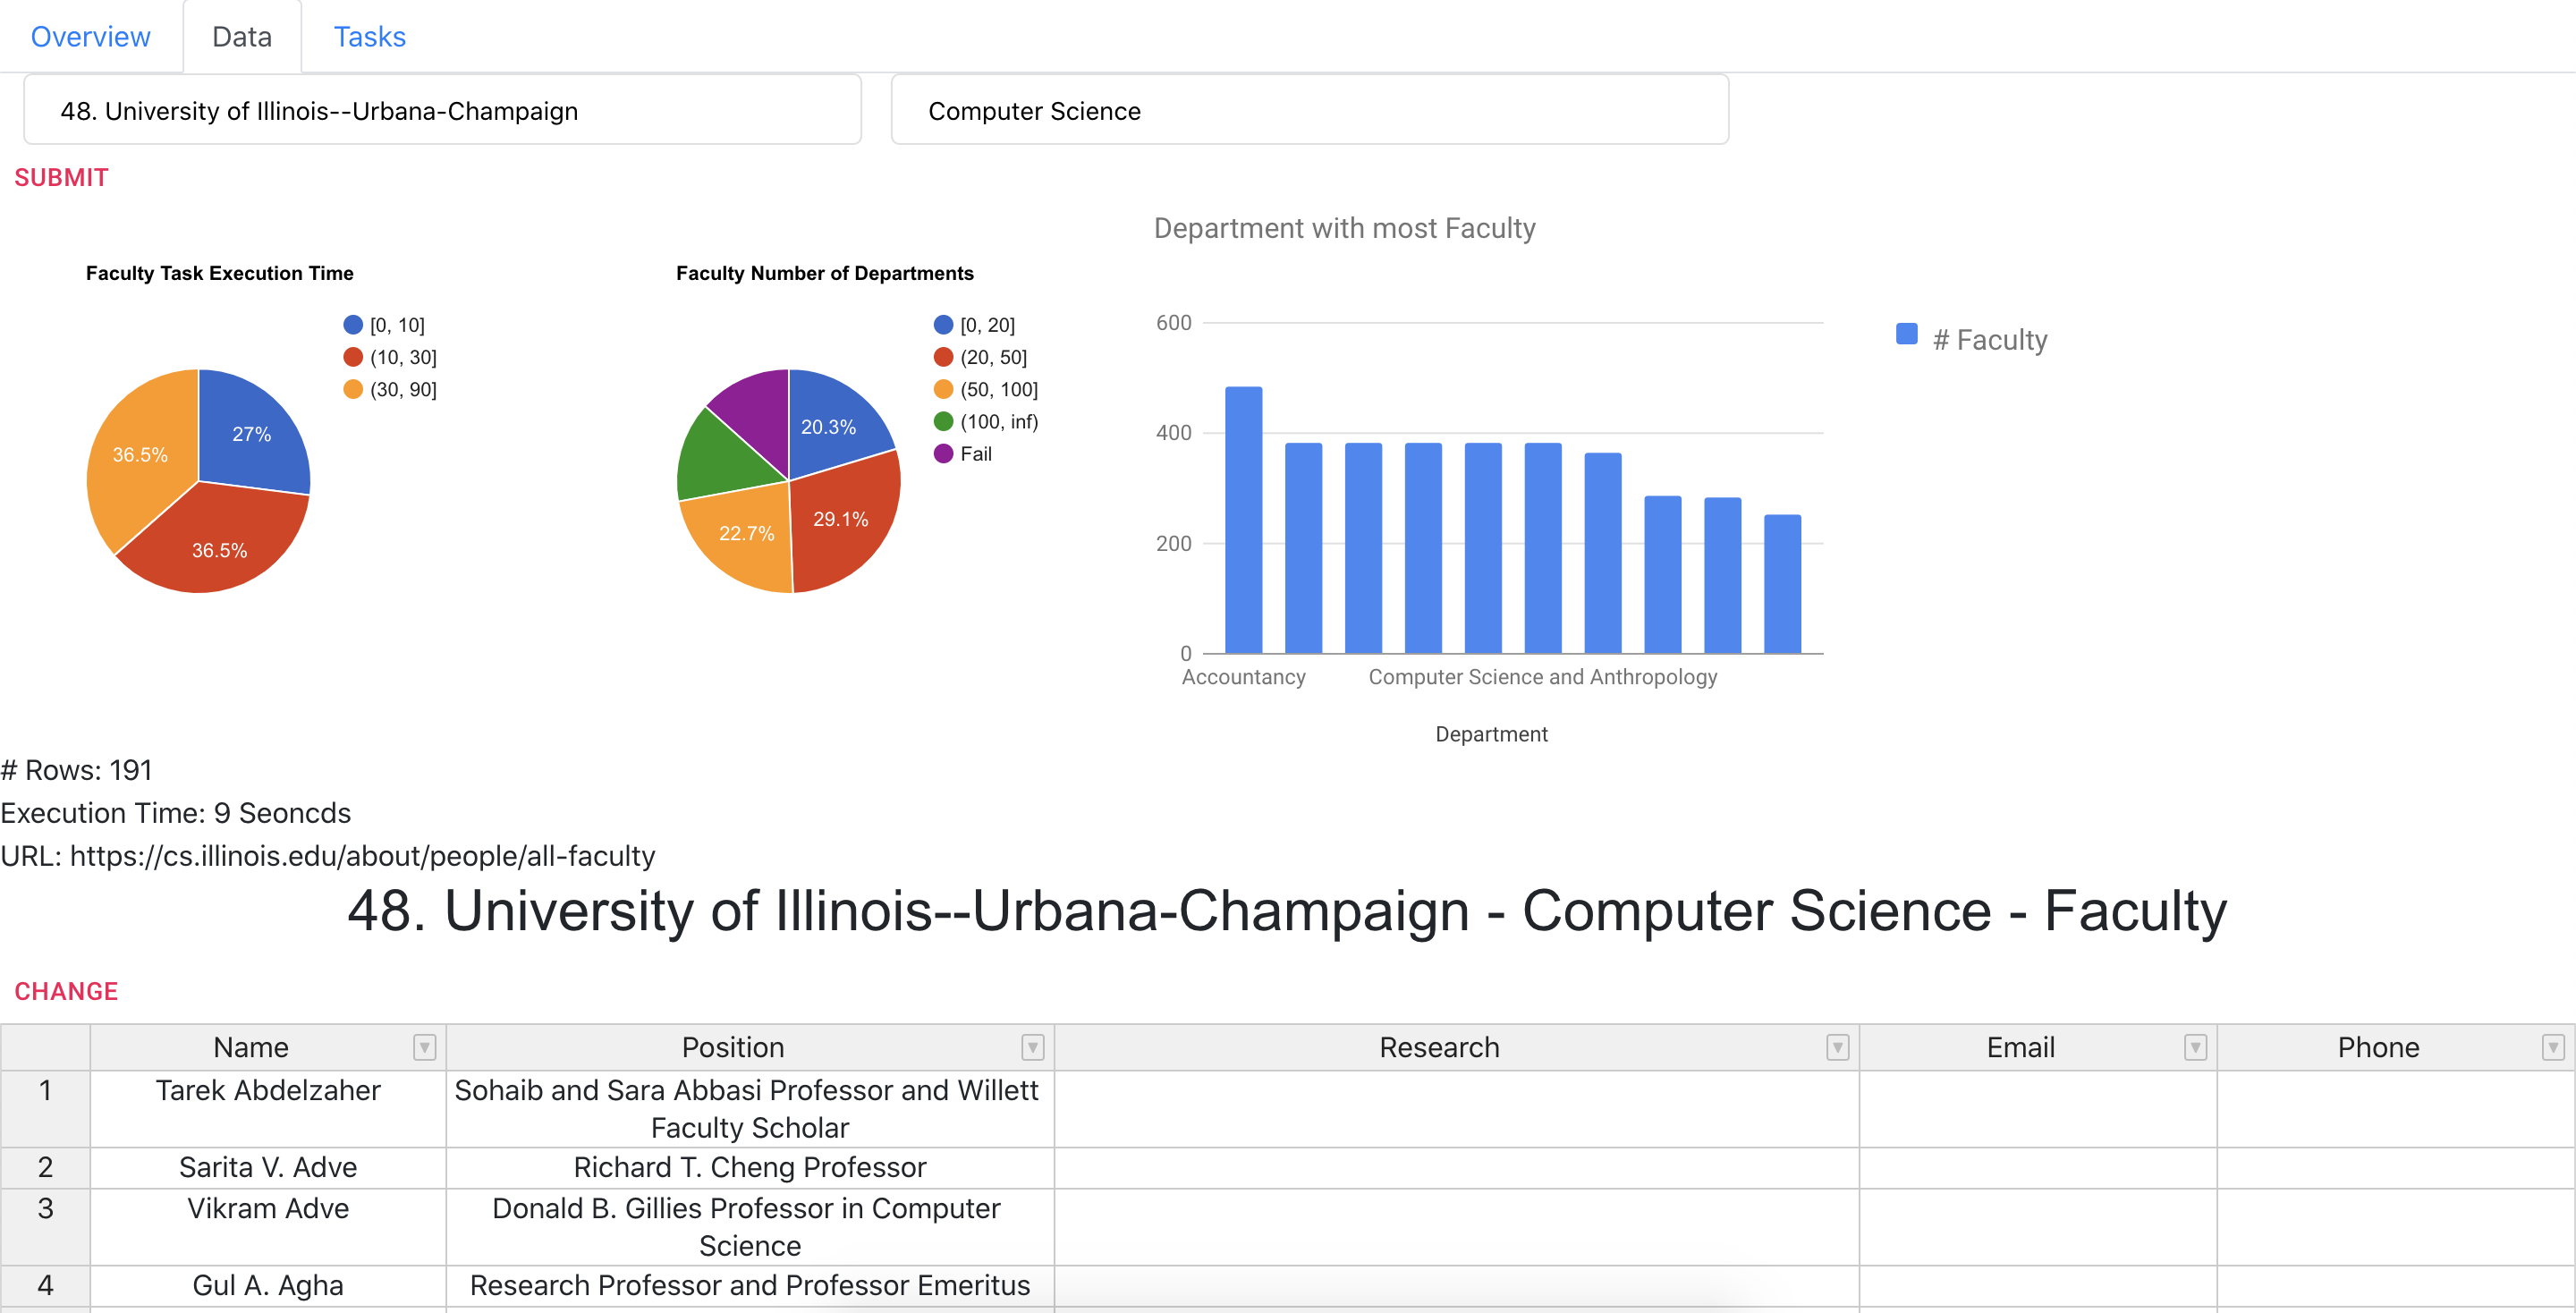 Overview Data Tasks
48. University of Illinois--Urbana-Champaign
Computer Science
SUBMIT
Faculty Task Execution Time
[0, 10]
(10, 30]
(30, 90]
27%
36.5%
36.5%
Faculty Number of Departments
[0, 20]
(20, 50]
(50, 100]
(100, inf)
Fail
20.3%
29.1%
22.7%
Department with most Faculty
600
400
200
0
Accountancy Computer Science and Anthropology
Department
# Faculty
# Rows: 191
Execution Time: 9 Seoncds
URL: https://cs.illinois.edu/about/people/all-faculty
48. University of Illinois--Urbana-Champaign - Computer Science - Faculty
CHANGE
Name Position Research Email Phone
1 Tarek Abdelzaher Sohaib and Sara Abbasi Professor and Willett
Faculty Scholar
2 Sarita V. Adve Richard T. Cheng Professor
3 Vikram Adve Donald B. Gillies Professor in Computer
Science
4 Gul A. Agha Research Professor and Professor Emeritus